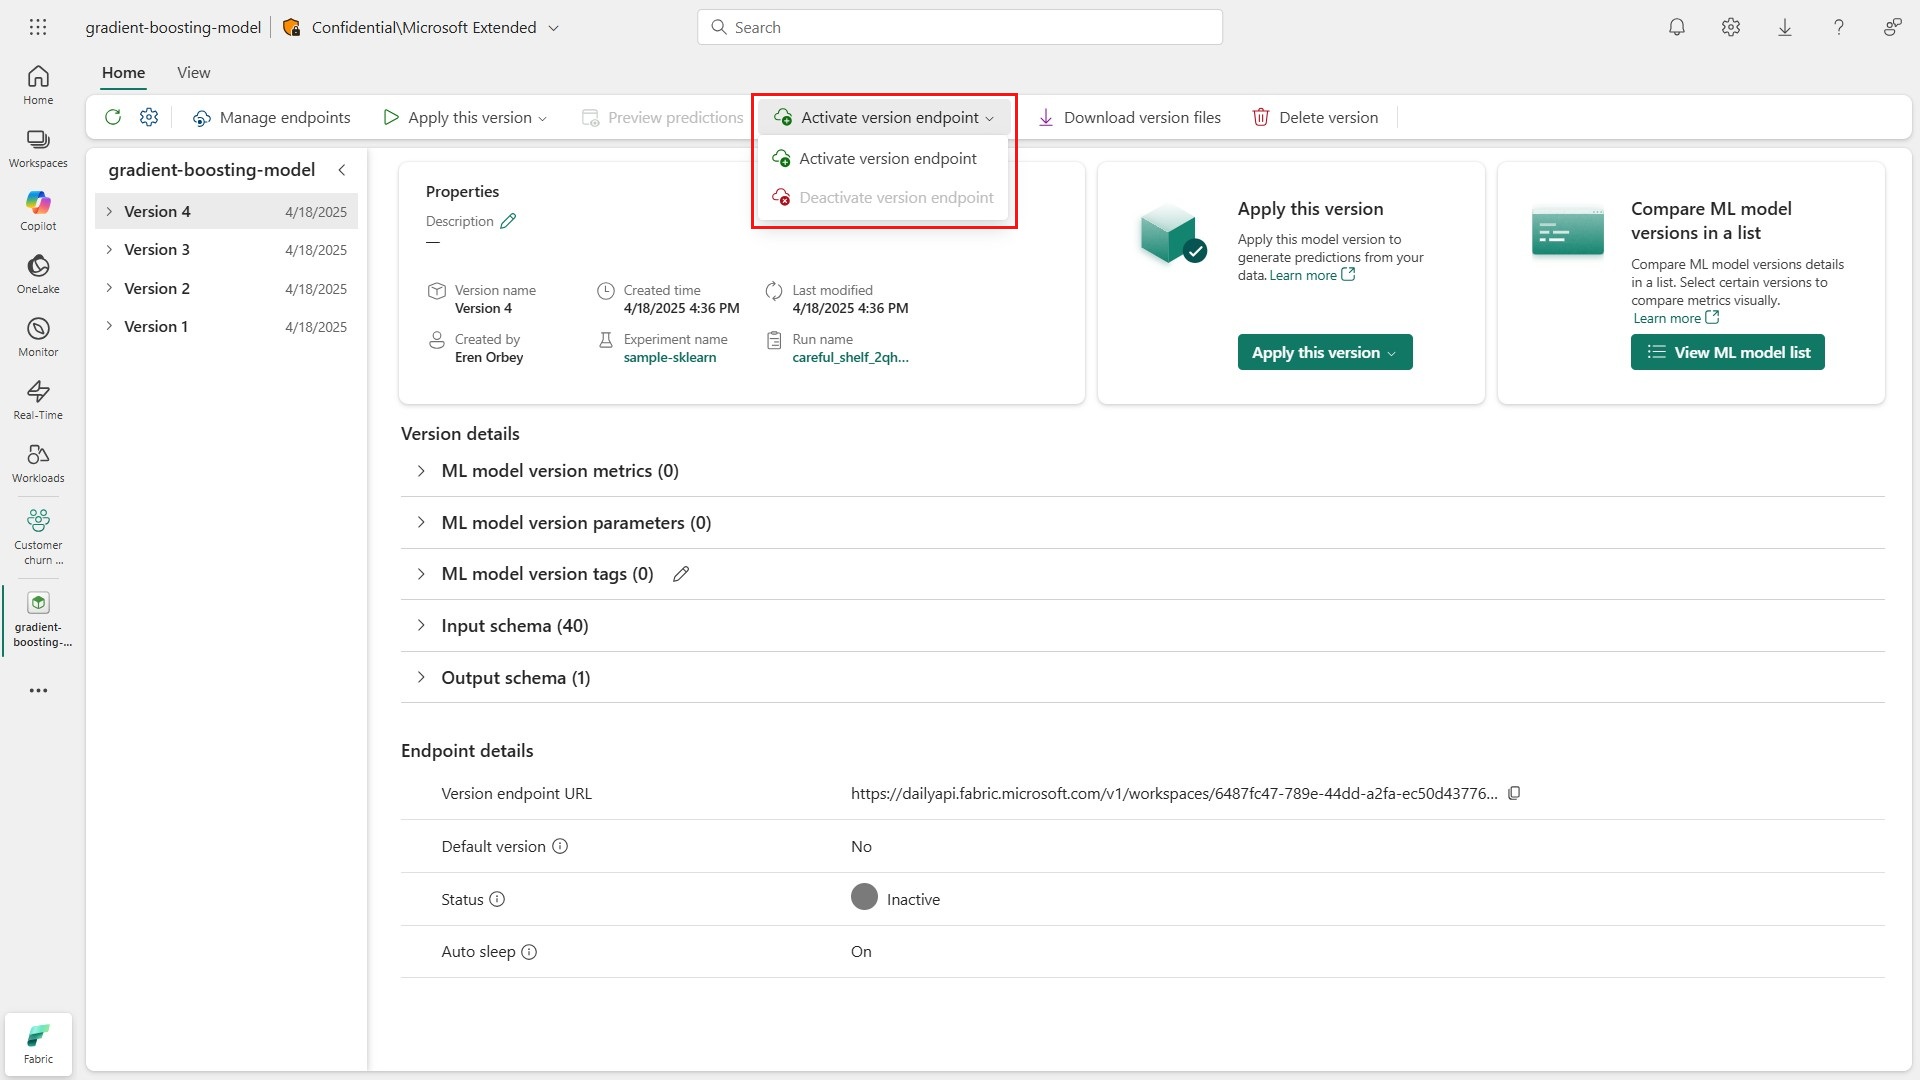 gradient-boosting-model
Confidential\Microsoft Extended
Search
Home
View
Manage endpoints
Apply this version
Preview predictions
Activate version endpoint
Download version files
Delete version
Activate version endpoint
Deactivate version endpoint
Home
Workspaces
Copilot
OneLake
Monitor
Real-Time
Workloads
Customer
churn ...
gradient-
boosting-...
Fabric
gradient-boosting-model
Version 4 4/18/2025
Version 3 4/18/2025
Version 2 4/18/2025
Version 1 4/18/2025
Properties
Description
—
Version name
Version 4
Created time
4/18/2025 4:36 PM
Last modified
4/18/2025 4:36 PM
Created by
Eren Orbey
Experiment name
sample-sklearn
Run name
careful_shelf_2qh...
Apply this version
Apply this model version to
generate predictions from your
data. Learn more
Apply this version
Compare ML model
versions in a list
Compare ML model versions details
in a list. Select certain versions to
compare metrics visually.
Learn more
View ML model list
Version details
ML model version metrics (0)
ML model version parameters (0)
ML model version tags (0)
Input schema (40)
Output schema (1)
Endpoint details
Version endpoint URL https://dailyapi.fabric.microsoft.com/v1/workspaces/6487fc47-789e-44dd-a2fa-ec50d43776...
Default version No
Status Inactive
Auto sleep On